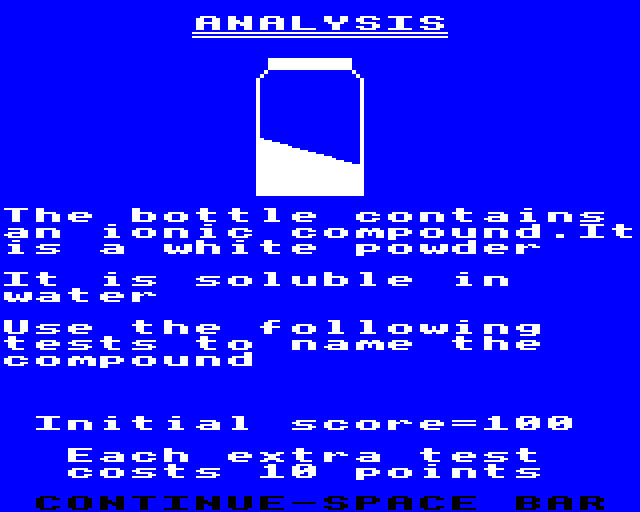 ANALYSIS
The bottle contains
an ionic compound.It
is a white powder
It is soluble in
water
Use the following
tests to name the
compound
Initial score=100
Each extra test
costs 10 points
CONTINUE-SPACE BAR